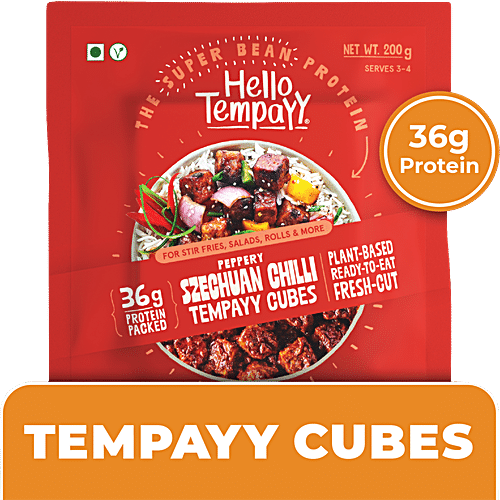 THE SUPER BEAN PROTEIN
NET WT. 200 g
SERVES 3-4
Hello
TempaYY®
36g
Protein
FOR STIR FRIES, SALADS, ROLLS & MORE
PEPPERY
SZECHUAN CHILLI
TEMPAYY CUBES
36g
PROTEIN
PACKED
PLANT-BASED
READY-TO-EAT
FRESH-CUT
TEMPAYY CUBES